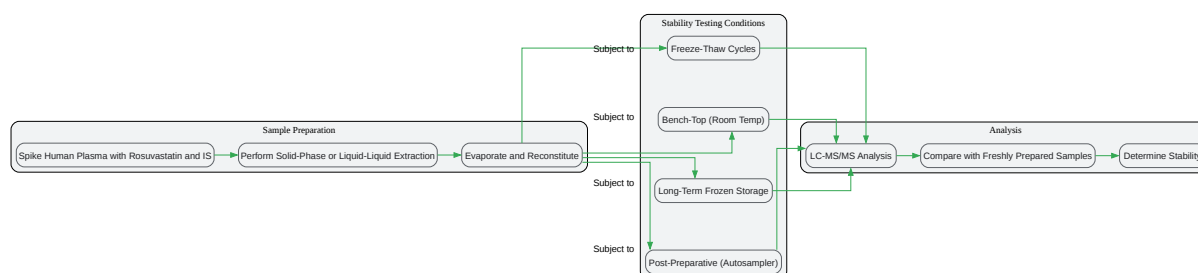 Stability Testing Conditions
Subject to
Freeze-Thaw Cycles
Subject to
Bench-Top (Room Temp)
Sample Preparation
Analysis
Spike Human Plasma with Rosuvastatin and IS
Perform Solid-Phase or Liquid-Liquid Extraction
Evaporate and Reconstitute
LC-MS/MS Analysis
Compare with Freshly Prepared Samples
Determine Stability
Subject to
Long-Term Frozen Storage
Subject to
Post-Preparative (Autosampler)